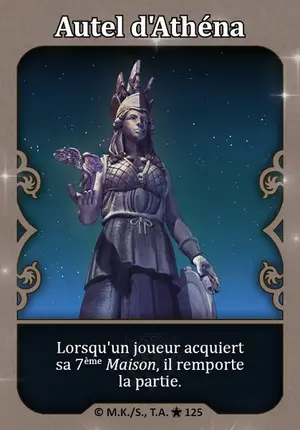 Autel d'Athéna
Lorsqu'un joueur acquiert
sa 7ème Maison, il remporte
la partie.
© M.K./S., T.A. ★ 125